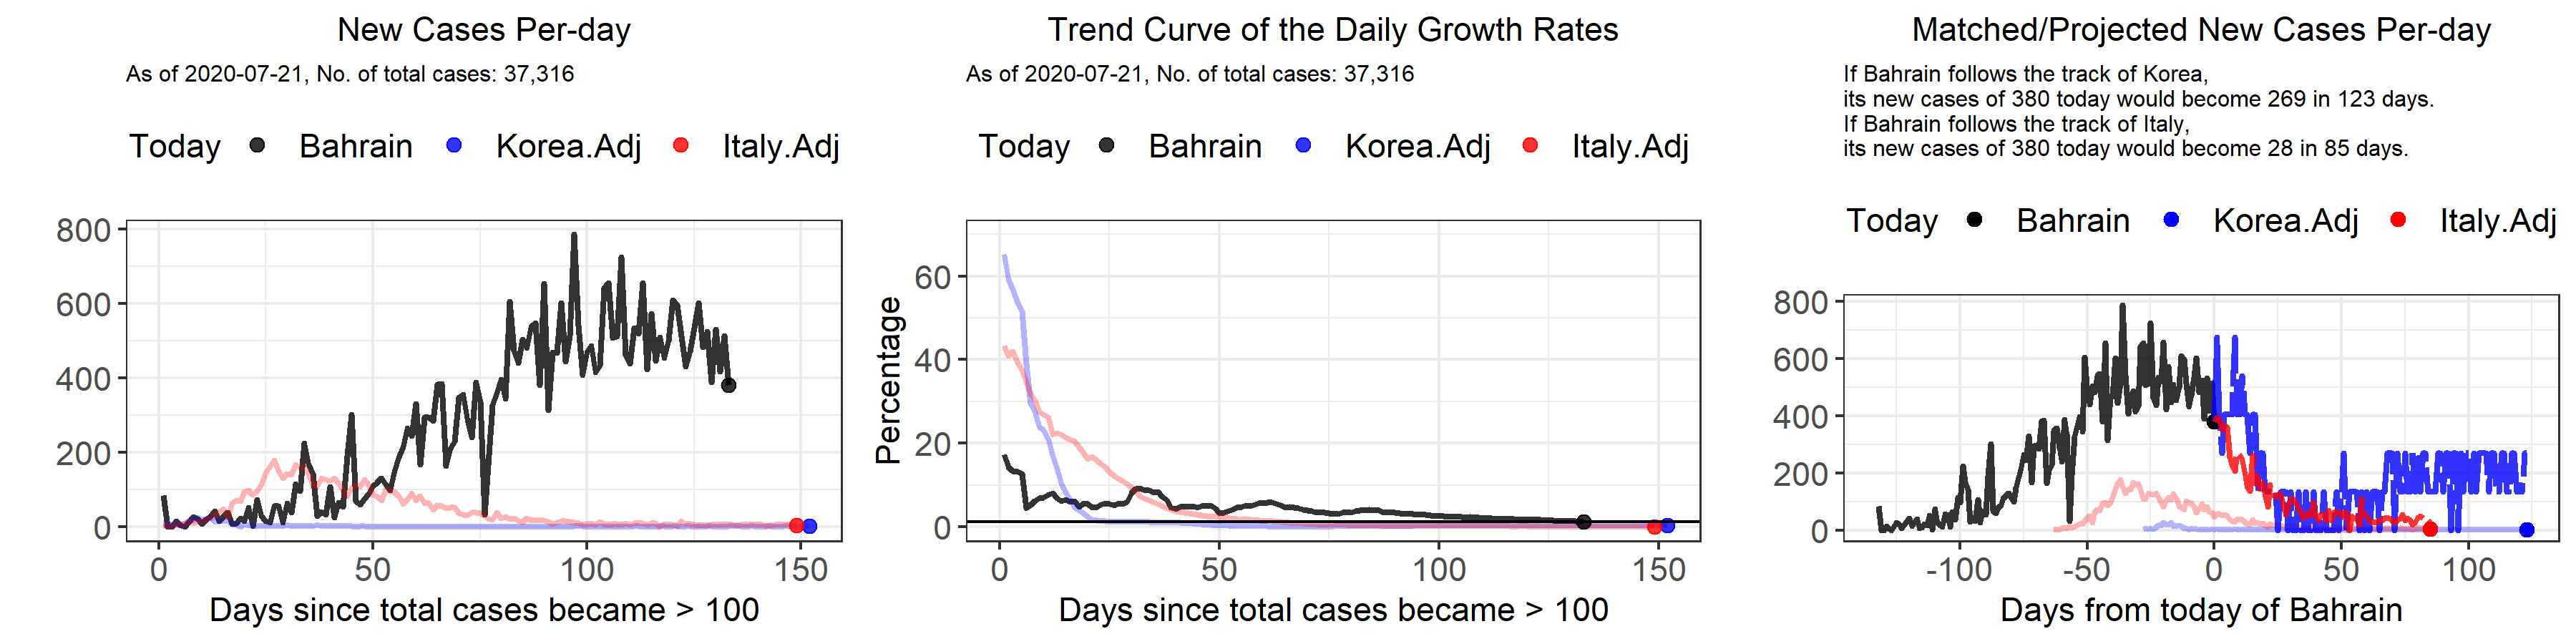 New Cases Per-day
As of 2020-07-21, No. of total cases: 37,316
Today Bahrain Korea.Adj Italy.Adj
800
600
400
200
0
0 50 100 150
Days since total cases became > 100
Trend Curve of the Daily Growth Rates
As of 2020-07-21, No. of total cases: 37,316
Today Bahrain Korea.Adj Italy.Adj
Percentage
60
40
20
0
0 50 100 150
Days since total cases became > 100
Matched/Projected New Cases Per-day
If Bahrain follows the track of Korea,
its new cases of 380 today would become 269 in 123 days.
If Bahrain follows the track of Italy,
its new cases of 380 today would become 28 in 85 days.
Today Bahrain Korea.Adj Italy.Adj
800
600
400
200
0
-100 -50 0 50 100
Days from today of Bahrain